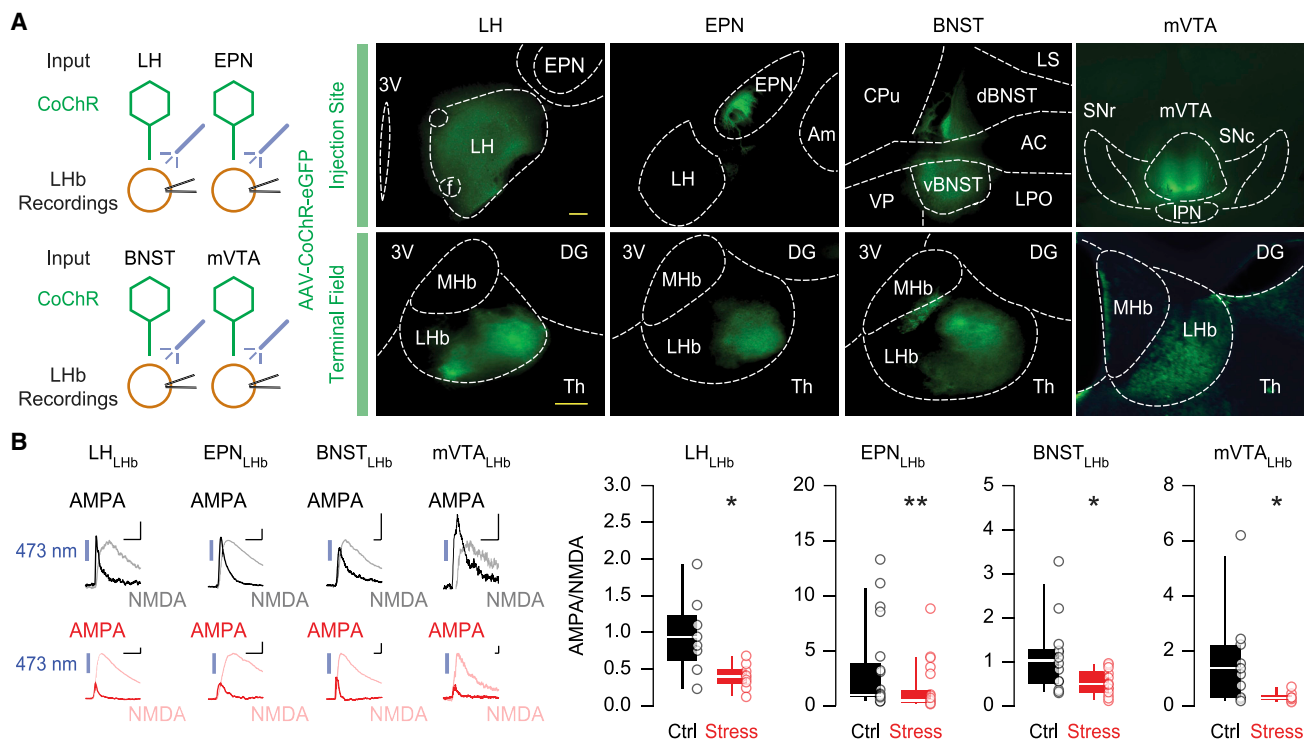 A
Input LH EPN
CoChR
LHb
Recordings
Input BNST mVTA
CoChR
LHb
Recordings
AAV-CoChR-eGFP
Injection Site
Terminal Field
LH EPN BNST mVTA
3V EPN LH f
EPN LH Am
CPu LS dBNST AC vBNST VP LPO
SNr mVTA SNc IPN
3V DG MHb LHb Th
3V DG MHb LHb Th
3V DG MHb LHb Th
DG MHb LHb Th
B
LHLHb EPNLHb BNSTLHb mVTALHb
AMPA AMPA AMPA AMPA
473 nm
NMDA NMDA NMDA NMDA
AMPA AMPA AMPA AMPA
473 nm
NMDA NMDA NMDA NMDA
AMPA/NMDA
LHLHb
*
3.0
2.5
2.0
1.5
1.0
0.5
0.0
Ctrl Stress
EPNLHb
**
20
15
10
5
0
Ctrl Stress
BNSTLHb
*
5
4
3
2
1
0
Ctrl Stress
mVTALHb
*
8
6
4
2
0
Ctrl Stress